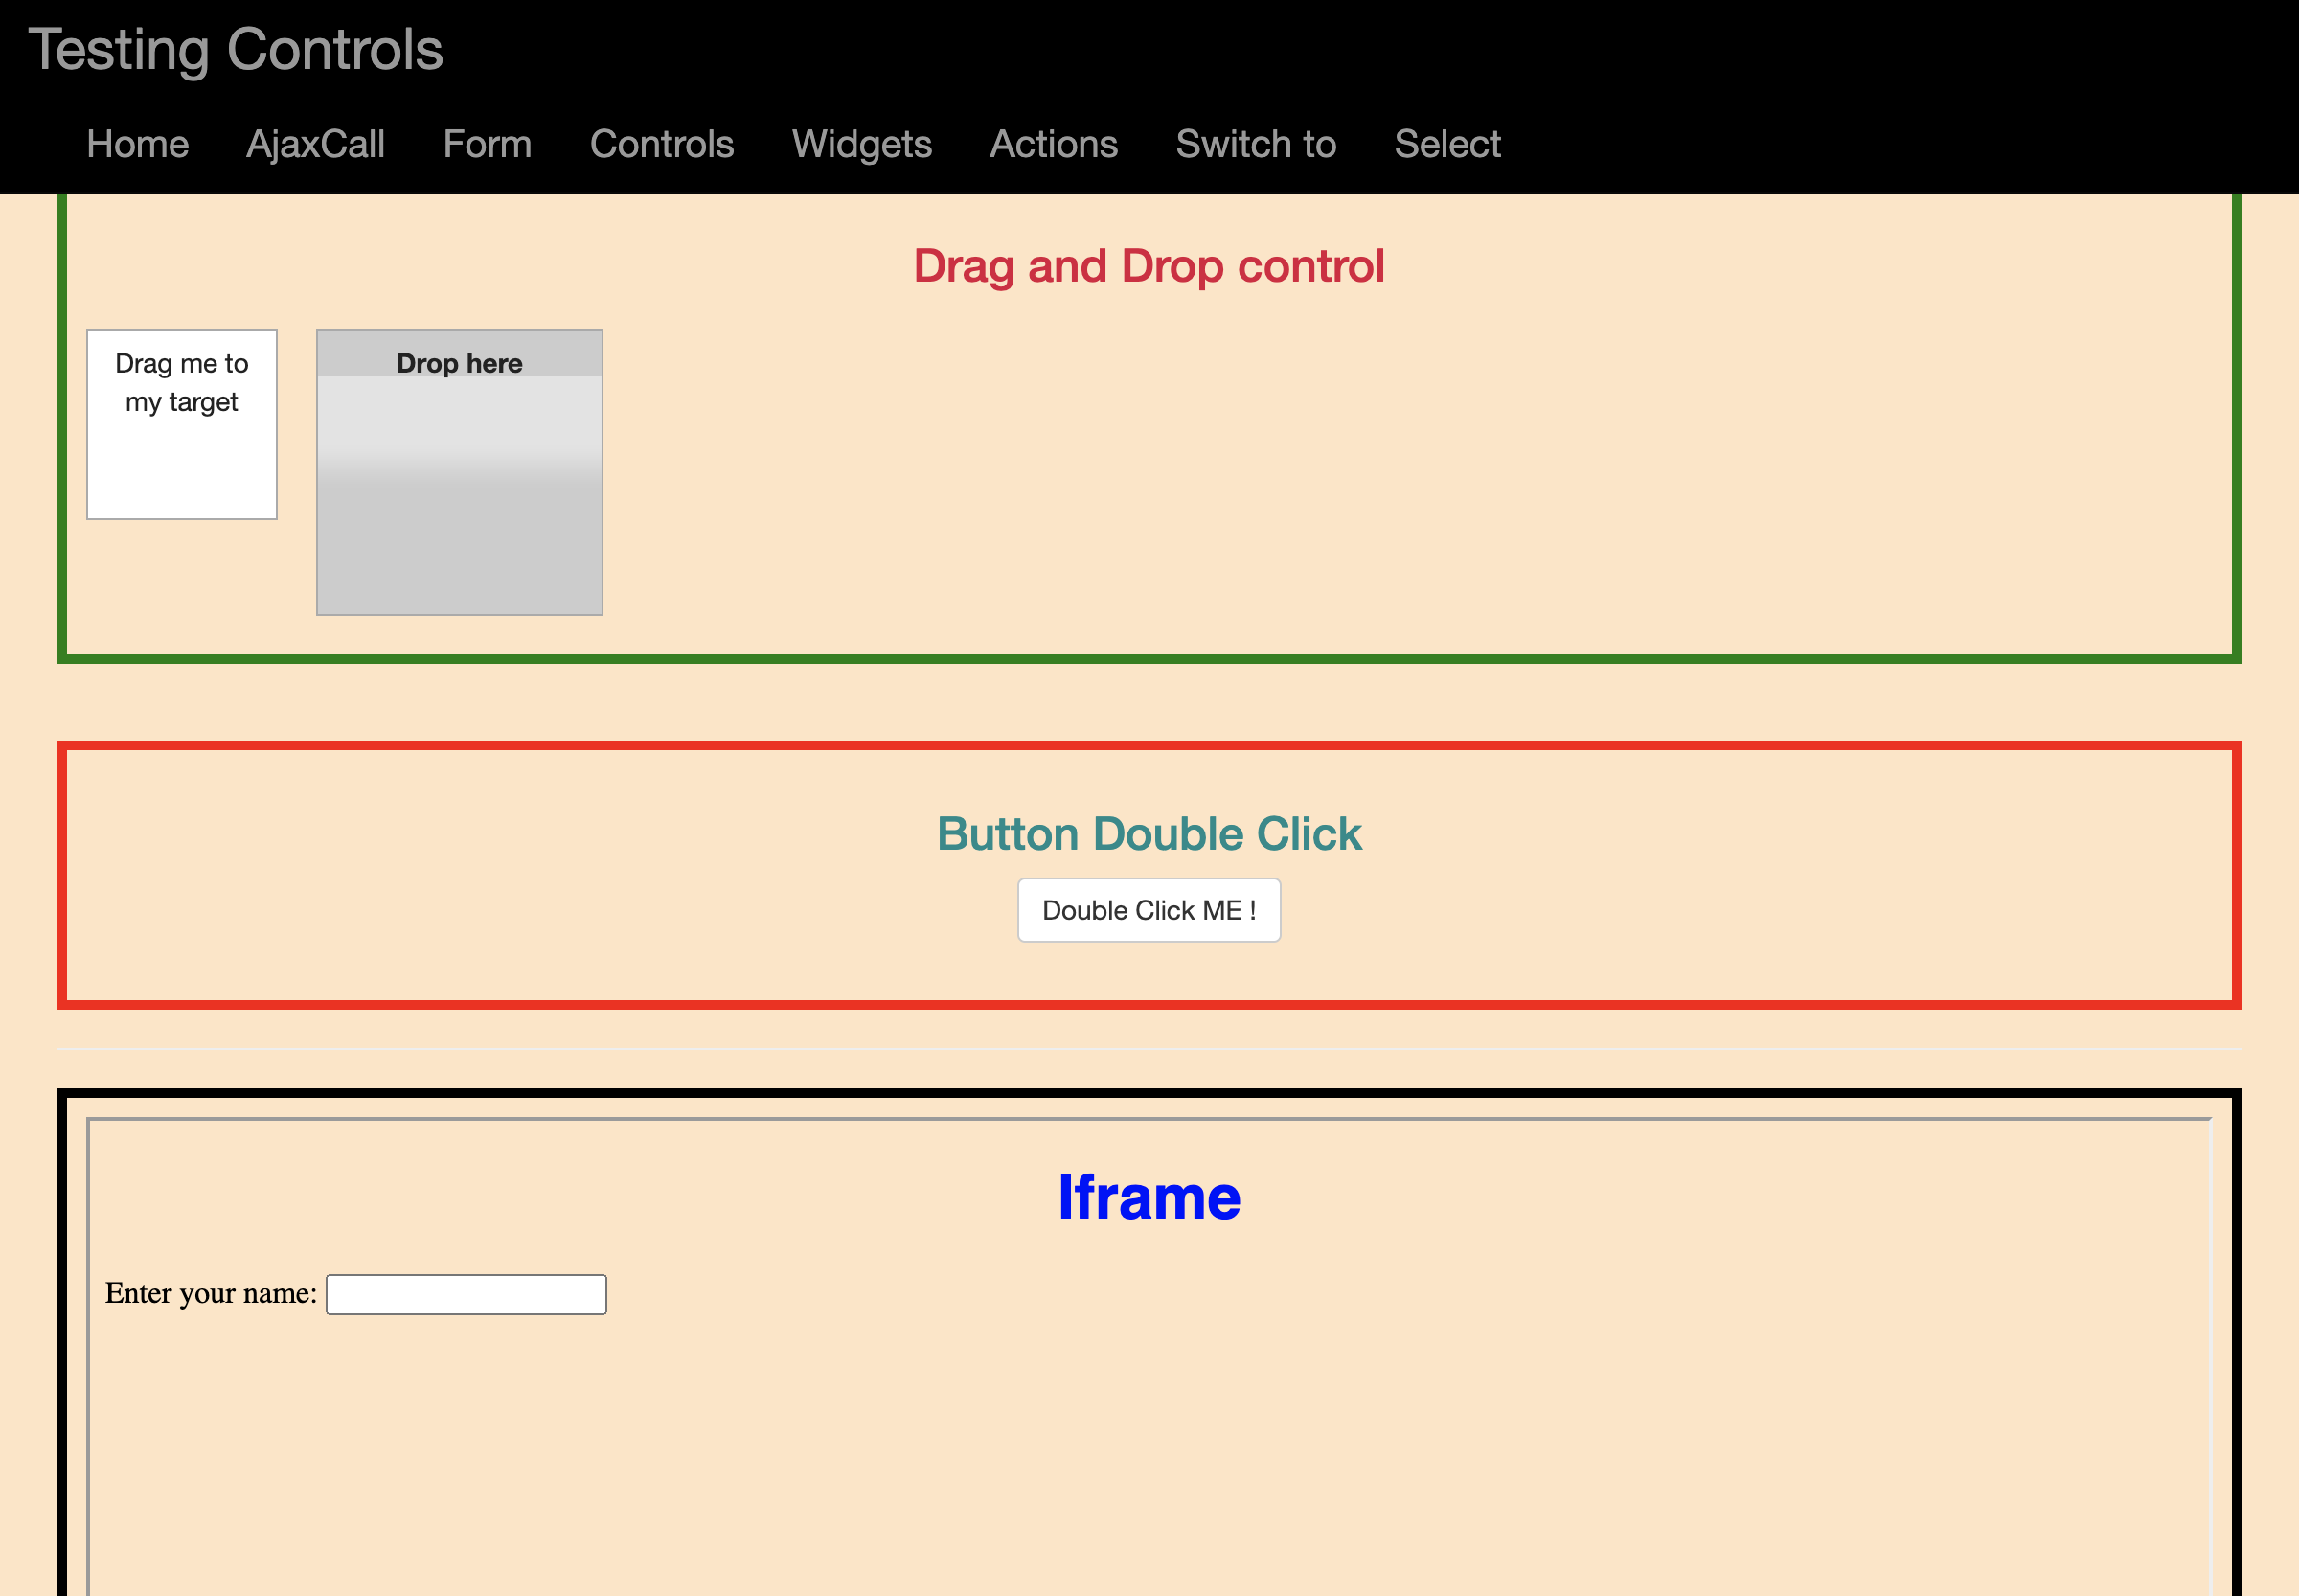 Testing Controls
Home AjaxCall Form Controls Widgets Actions Switch to Select
Drag and Drop control
Drag me to
my target
Drop here
Button Double Click
Double Click ME !
Iframe
Enter your name: